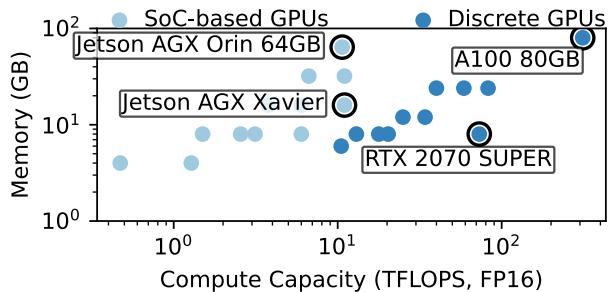 SoC-based GPUs
Discrete GPUs
10²
Jetson AGX Orin 64GB
A100 80GB
Jetson AGX Xavier
10¹
RTX 2070 SUPER
10⁰
Memory (GB)
10⁰ 10¹ 10²
Compute Capacity (TFLOPS, FP16)